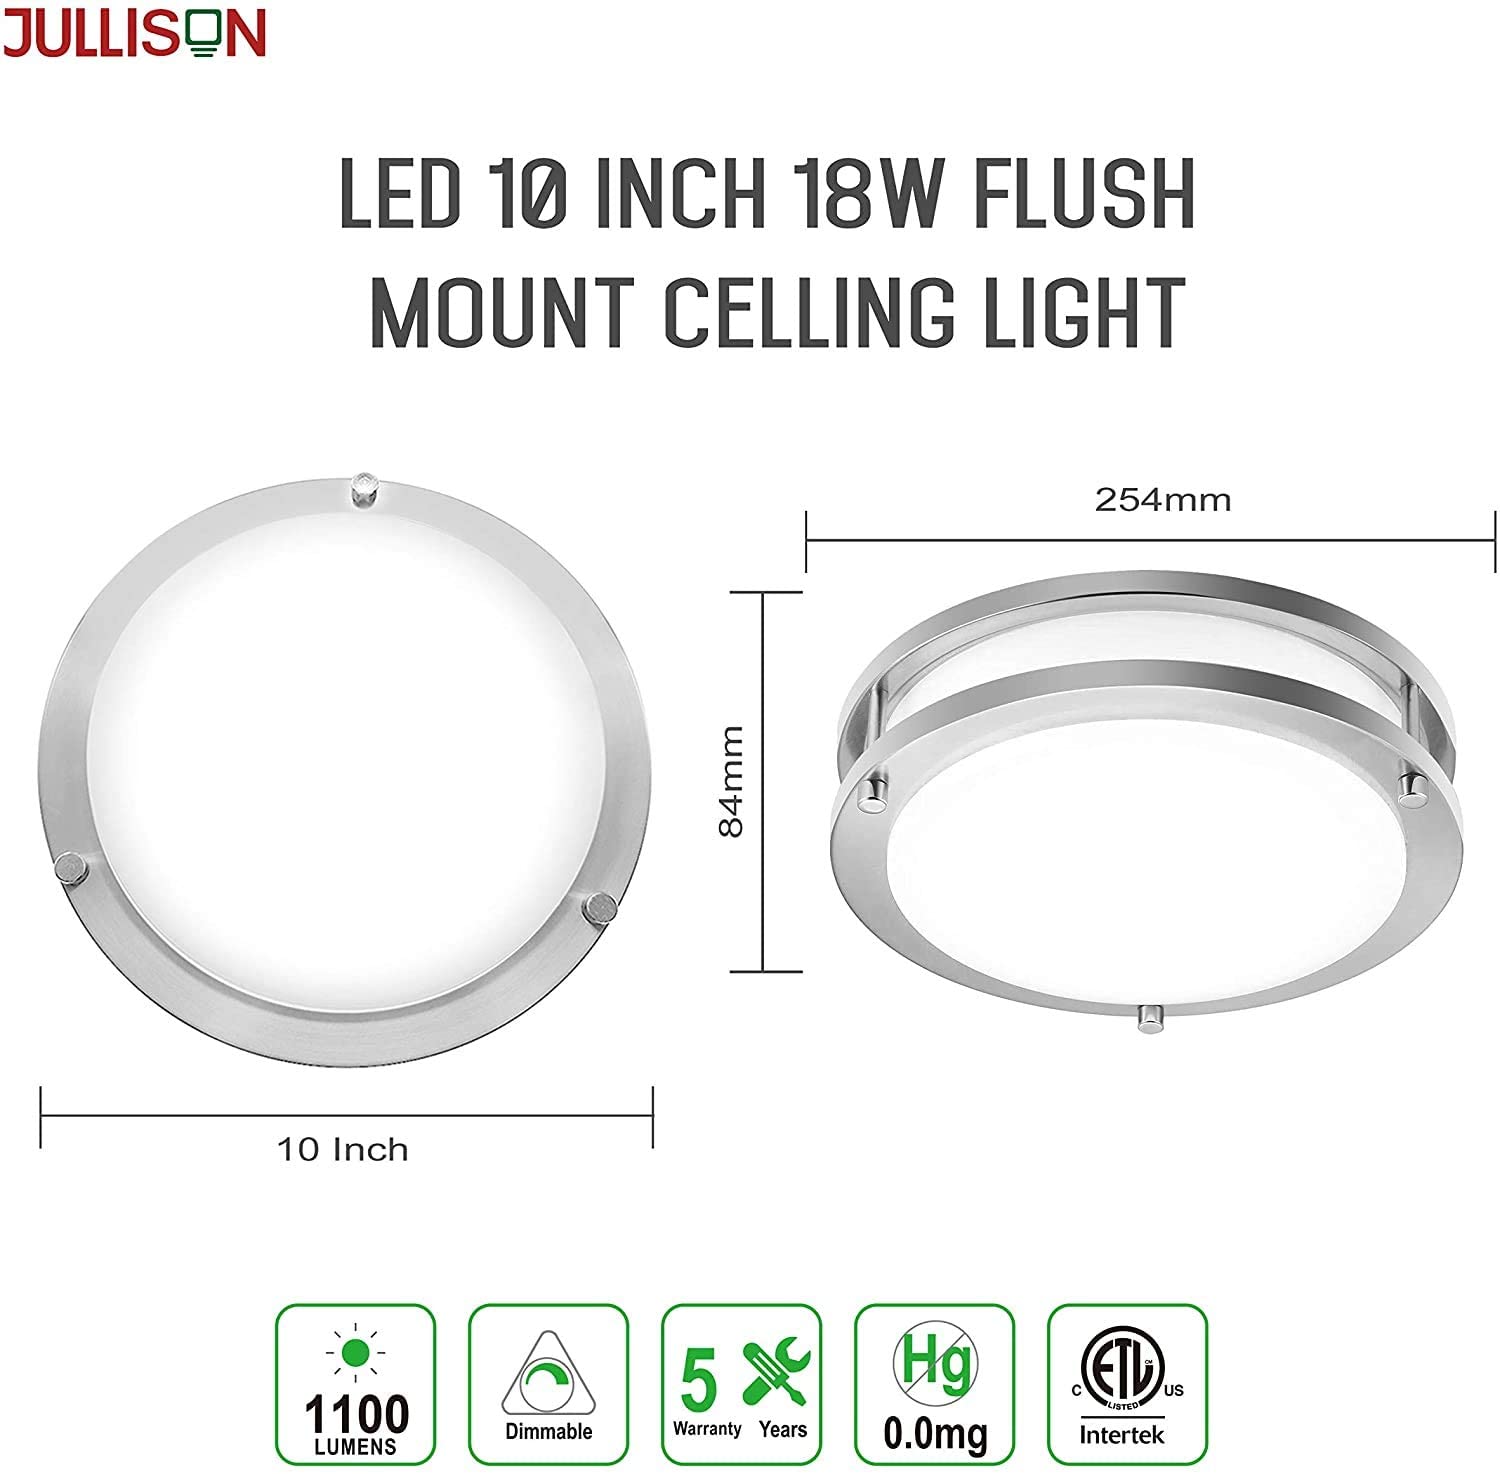 JULLISON
LED 10 INCH 18W FLUSH
MOUNT CELLING LIGHT
254mm
84mm
10 Inch
1100
LUMENS
Dimmable
5
Warranty Years
Hg
0.0mg
ETL CM
C US
LISTED
Intertek